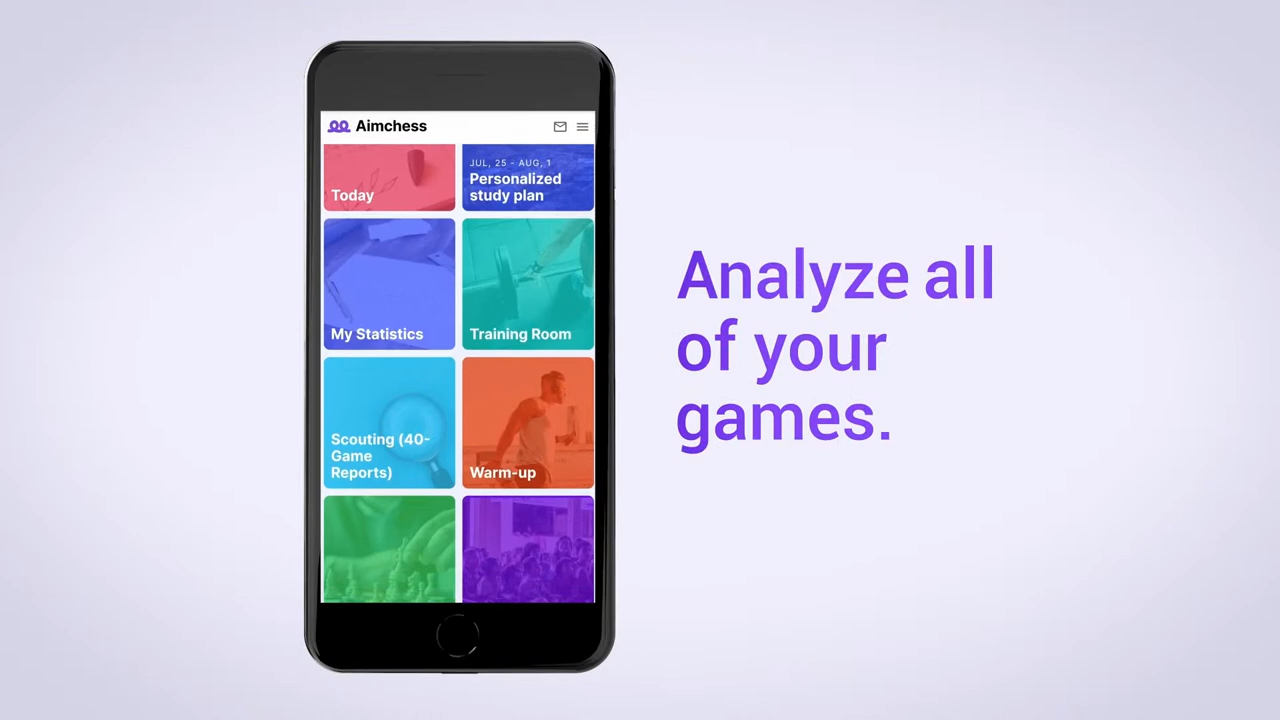 Aimchess
Today
JUL, 25 - AUG, 1
Personalized
study plan
My Statistics
Training Room
Scouting (40-
Game
Reports)
Warm-up
Analyze all
of your
games.